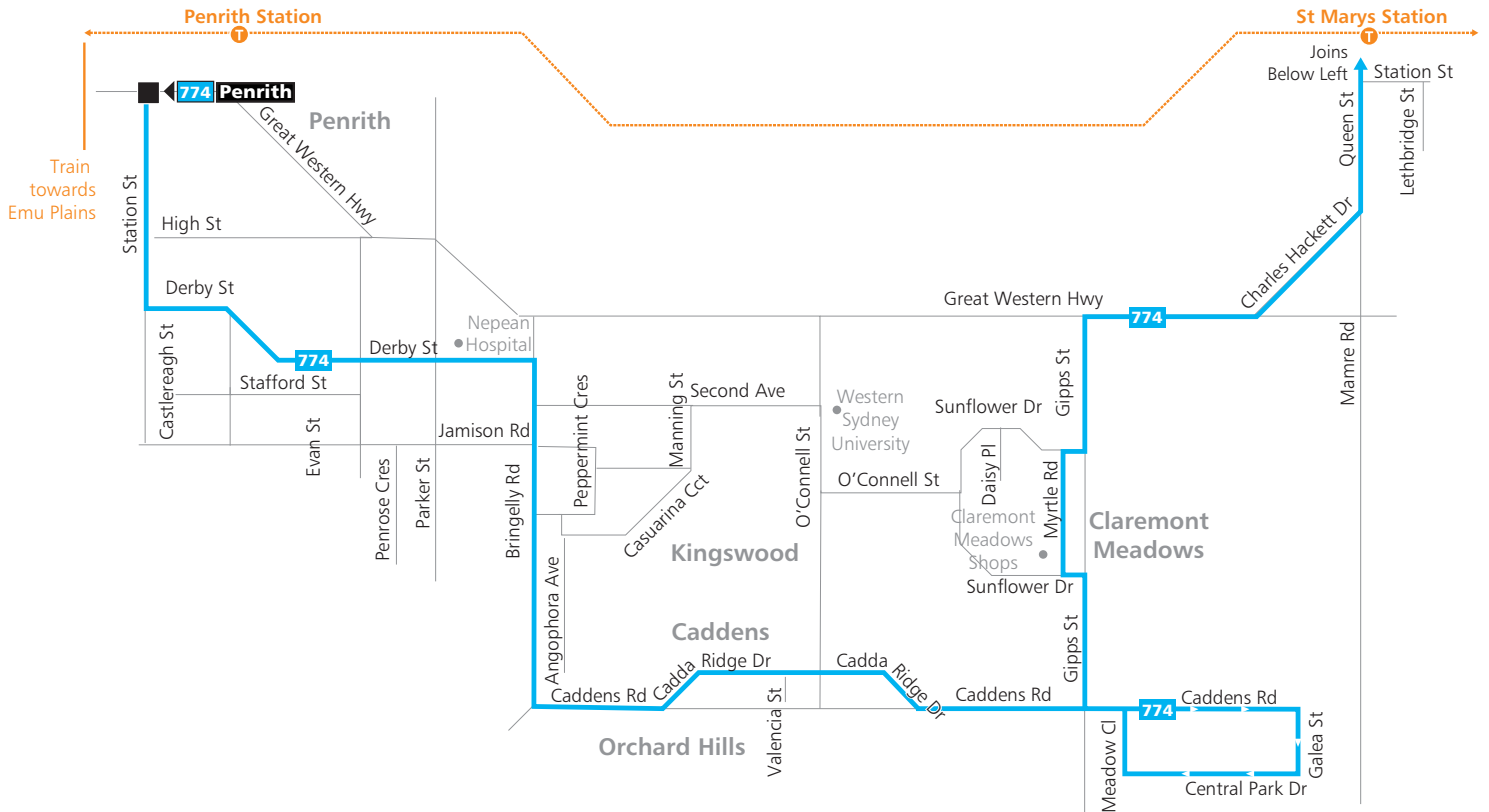 Penrith Station
St Marys Station
Joins
Below Left
Station St
774 Penrith
Penrith
Great Western Hwy
Queen St
Lethbridge St
Train
towards
Emu Plains
Station St
High St
Charles Hackett Dr
Derby St
Great Western Hwy
774
Nepean
Hospital
Castlereagh St
774
Derby St
Gipps St
Mamre Rd
Stafford St
Peppermint Cres
Manning St
Second Ave
Western
Sydney
University
Sunflower Dr
Evan St
Jamison Rd
Penrose Cres
Parker St
Bringelly Rd
Casuarina Cct
O'Connell St
O'Connell St
Daisy Pl
Myrtle Rd
Claremont
Meadows
Shops
Claremont
Meadows
Kingswood
Sunflower Dr
Angophora Ave
Caddens
Gipps St
Cadda
Ridge Dr
Cadda
Ridge Dr
Caddens Rd
Caddens Rd
774
Caddens Rd
Valencia St
Orchard Hills
Meadow Cl
Galea St
Central Park Dr
T
T